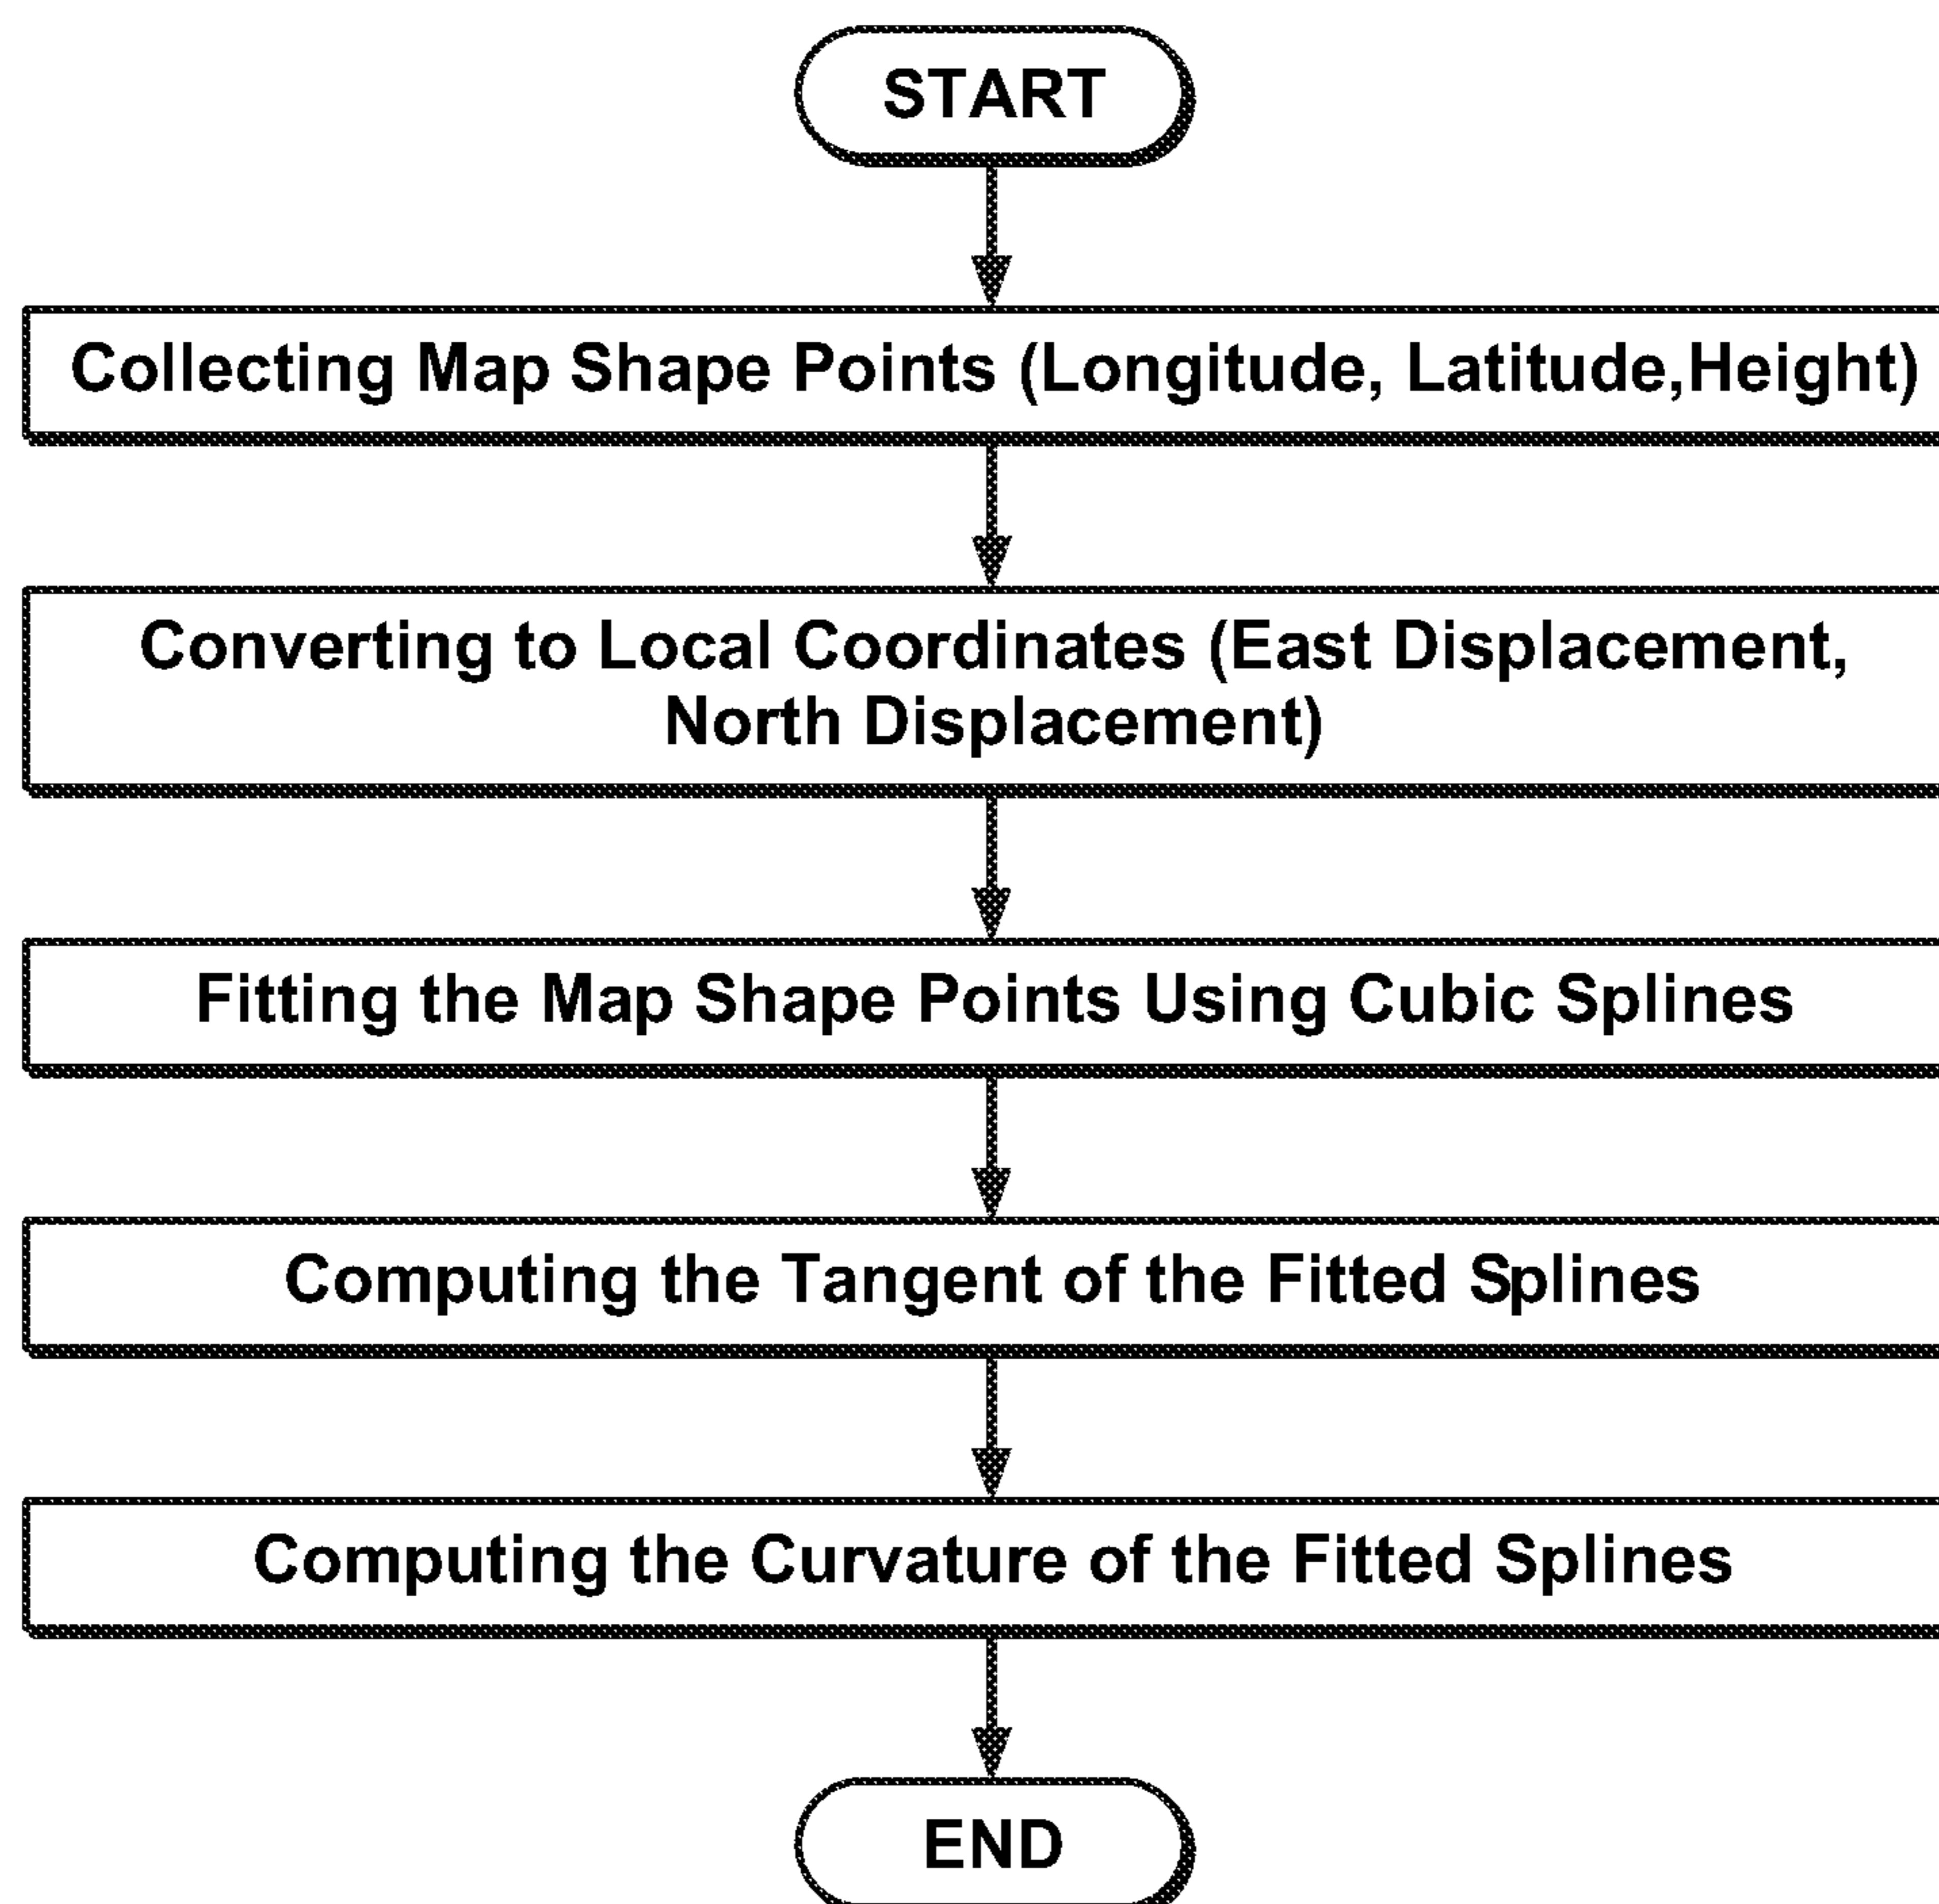 START
Collecting Map Shape Points (Longitude, Latitude,Height)
Converting to Local Coordinates (East Displacement,
North Displacement)
Fitting the Map Shape Points Using Cubic Splines
Computing the Tangent of the Fitted Splines
Computing the Curvature of the Fitted Splines
END